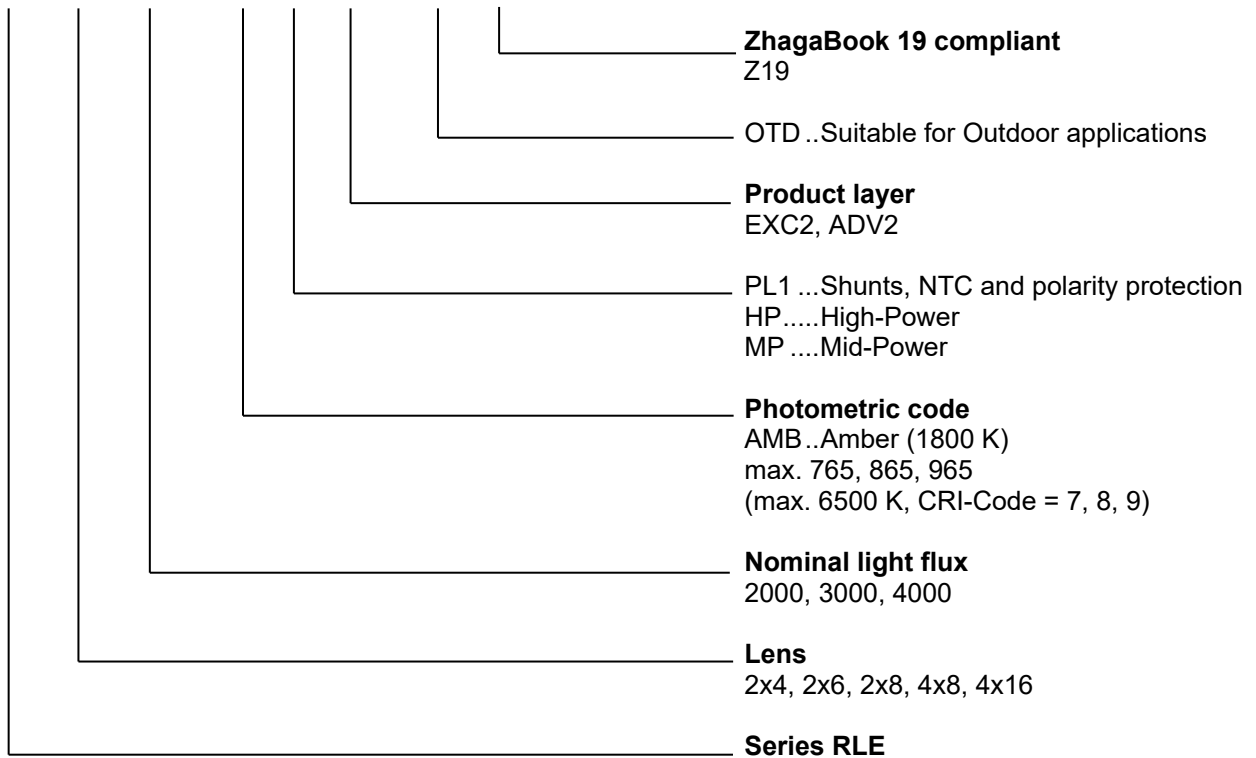 ZhagaBook 19 compliant
Z19
OTD ..Suitable for Outdoor applications
Product layer
EXC2, ADV2
PL1 ...Shunts, NTC and polarity protection
HP.....High-Power
MP ....Mid-Power
Photometric code
AMB..Amber (1800 K)
max. 765, 865, 965
(max. 6500 K, CRI-Code = 7, 8, 9)
Nominal light flux
2000, 3000, 4000
Lens
2x4, 2x6, 2x8, 4x8, 4x16
Series RLE